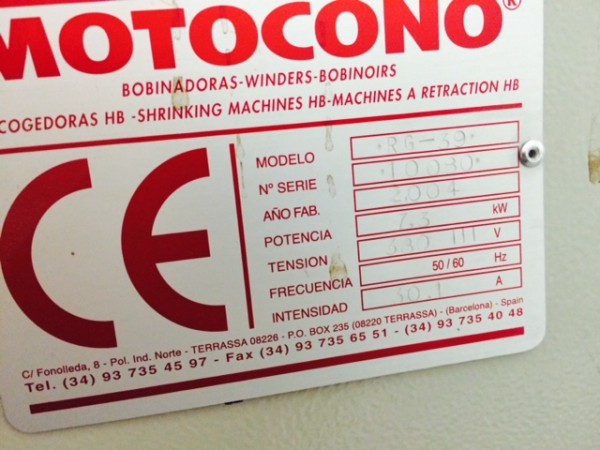 MOTOCONO®
BOBINADORAS-WINDERS-BOBINOIRS
COGEDORAS HB -SHRINKING MACHINES HB-MACHINES A RETRACTION HB
CE
MODELO ·RG-39·
Nº SERIE ·10030·
AÑO FAB. 2004
POTENCIA 7.3 kW
TENSION V
FRECUENCIA 50 / 60 Hz
INTENSIDAD A
C/ Fonolleda, 8 - Pol. Ind. Norte - TERRASSA 08226 - P.O. BOX 235 (08220 TERRASSA) - (Barcelona) - Spain
Tel. (34) 93 735 45 97 - Fax (34) 93 735 65 51 - (34) 93 735 40 48